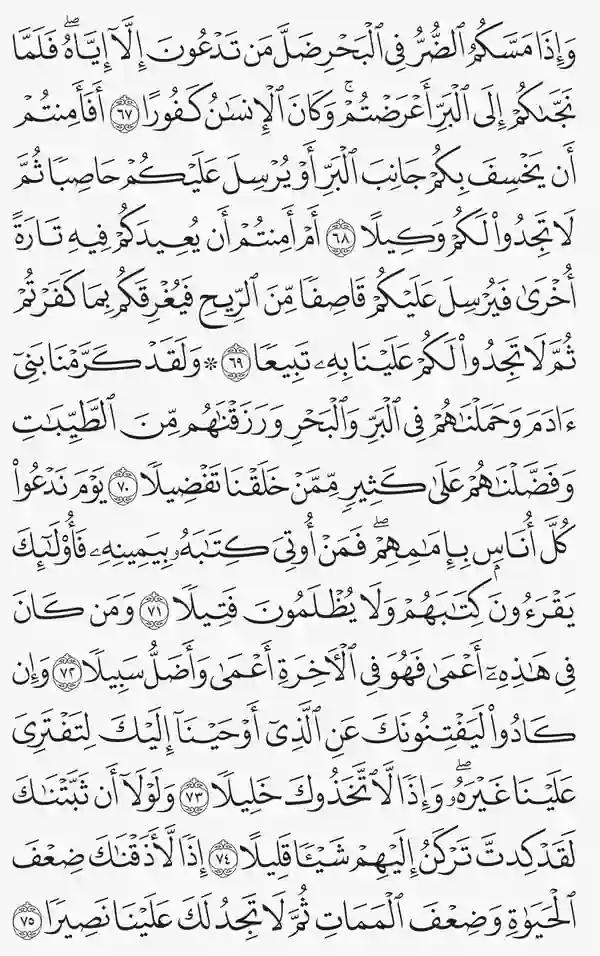 وَإِذَا مَسَّكُمُ ٱلضُّرُّ فِي ٱلۡبَحۡرِ ضَلَّ مَن تَدۡعُونَ إِلَّآ إِيَّاهُۖ فَلَمَّا
نَجَّىٰكُمۡ إِلَى ٱلۡبَرِّ أَعۡرَضۡتُمۡۚ وَكَانَ ٱلۡإِنسَٰنُ كَفُورًا ٦٧ أَفَأَمِنتُمۡ
أَن يَخۡسِفَ بِكُمۡ جَانِبَ ٱلۡبَرِّ أَوۡ يُرۡسِلَ عَلَيۡكُمۡ حَاصِبٗا ثُمَّ
لَا تَجِدُواْ لَكُمۡ وَكِيلًا ٦٨ أَمۡ أَمِنتُمۡ أَن يُعِيدَكُمۡ فِيهِ تَارَةً
أُخۡرَىٰ فَيُرۡسِلَ عَلَيۡكُمۡ قَاصِفٗا مِّنَ ٱلرِّيحِ فَيُغۡرِقَكُم بِمَا كَفَرۡتُمۡ
ثُمَّ لَا تَجِدُواْ لَكُمۡ عَلَيۡنَا بِهِۦ تَبِيعٗا ٦٩ ۞ وَلَقَدۡ كَرَّمۡنَا بَنِيٓ
ءَادَمَ وَحَمَلۡنَٰهُمۡ فِي ٱلۡبَرِّ وَٱلۡبَحۡرِ وَرَزَقۡنَٰهُم مِّنَ ٱلطَّيِّبَٰتِ
وَفَضَّلۡنَٰهُمۡ عَلَىٰ كَثِيرٖ مِّمَّنۡ خَلَقۡنَا تَفۡضِيلٗا ٧٠ يَوۡمَ نَدۡعُواْ
كُلَّ أُنَاسِۭ بِإِمَٰمِهِمۡۖ فَمَنۡ أُوتِيَ كِتَٰبَهُۥ بِيَمِينِهِۦ فَأُوْلَٰٓئِكَ
يَقۡرَءُونَ كِتَٰبَهُمۡ وَلَا يُظۡلَمُونَ فَتِيلٗا ٧١ وَمَن كَانَ
فِي هَٰذِهِۦٓ أَعۡمَىٰ فَهُوَ فِي ٱلۡأٓخِرَةِ أَعۡمَىٰ وَأَضَلُّ سَبِيلٗا ٧٢ وَإِن
كَادُواْ لَيَفۡتِنُونَكَ عَنِ ٱلَّذِيٓ أَوۡحَيۡنَآ إِلَيۡكَ لِتَفۡتَرِيَ
عَلَيۡنَا غَيۡرَهُۥۖ وَإِذٗا لَّٱتَّخَذُوكَ خَلِيلٗا ٧٣ وَلَوۡلَآ أَن ثَبَّتۡنَٰكَ
لَقَدۡ كِدتَّ تَرۡكَنُ إِلَيۡهِمۡ شَيۡـٔٗا قَلِيلًا ٧٤ إِذٗا لَّأَذَقۡنَٰكَ ضِعۡفَ
ٱلۡحَيَوٰةِ وَضِعۡفَ ٱلۡمَمَاتِ ثُمَّ لَا تَجِدُ لَكَ عَلَيۡنَا نَصِيرٗا ٧٥